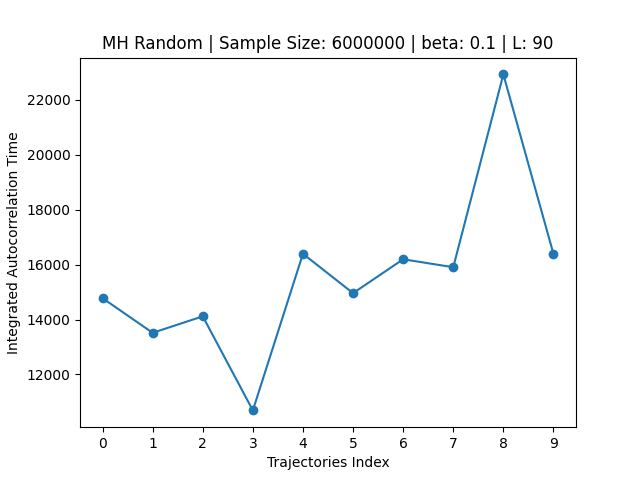 MH Random | Sample Size: 6000000 | beta: 0.1 | L: 90
Integrated Autocorrelation Time
22000
20000
18000
16000
14000
12000
0 1 2 3 4 5 6 7 8 9
Trajectories Index